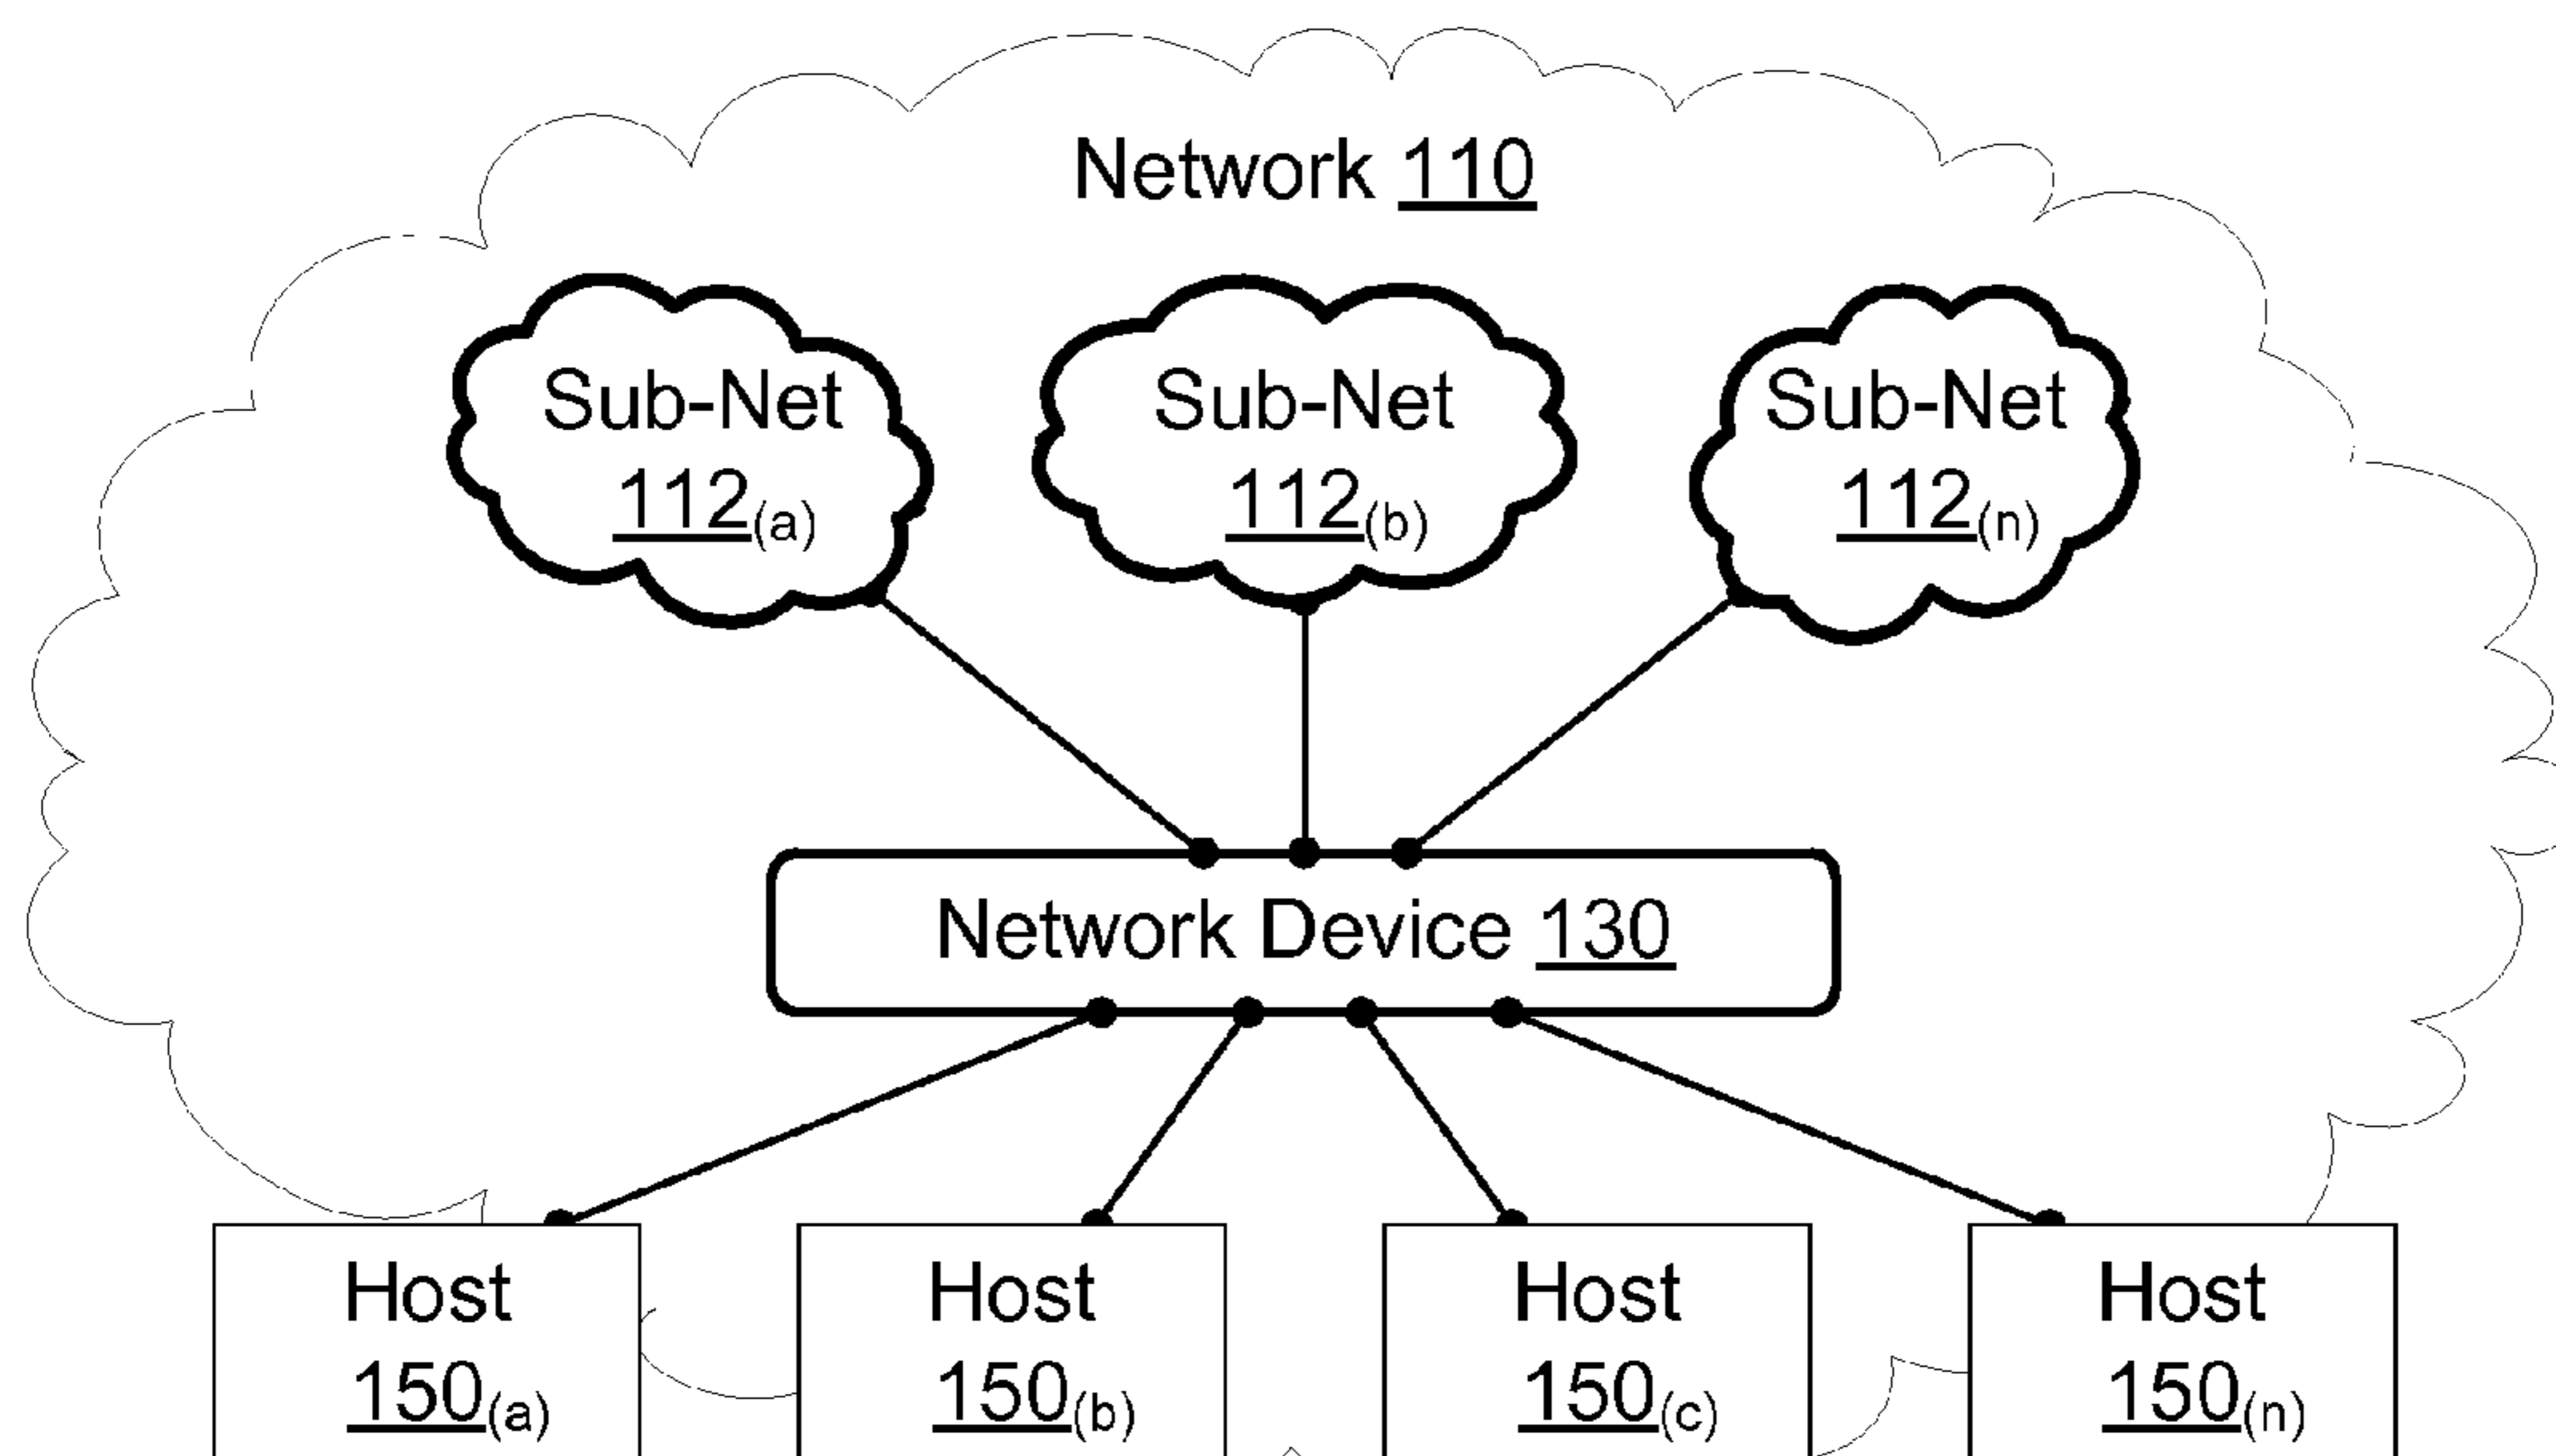 Network 110
Sub-Net
112(a)
Sub-Net
112(b)
Sub-Net
112(n)
Network Device 130
Host
150(a)
Host
150(b)
Host
150(c)
Host
150(n)